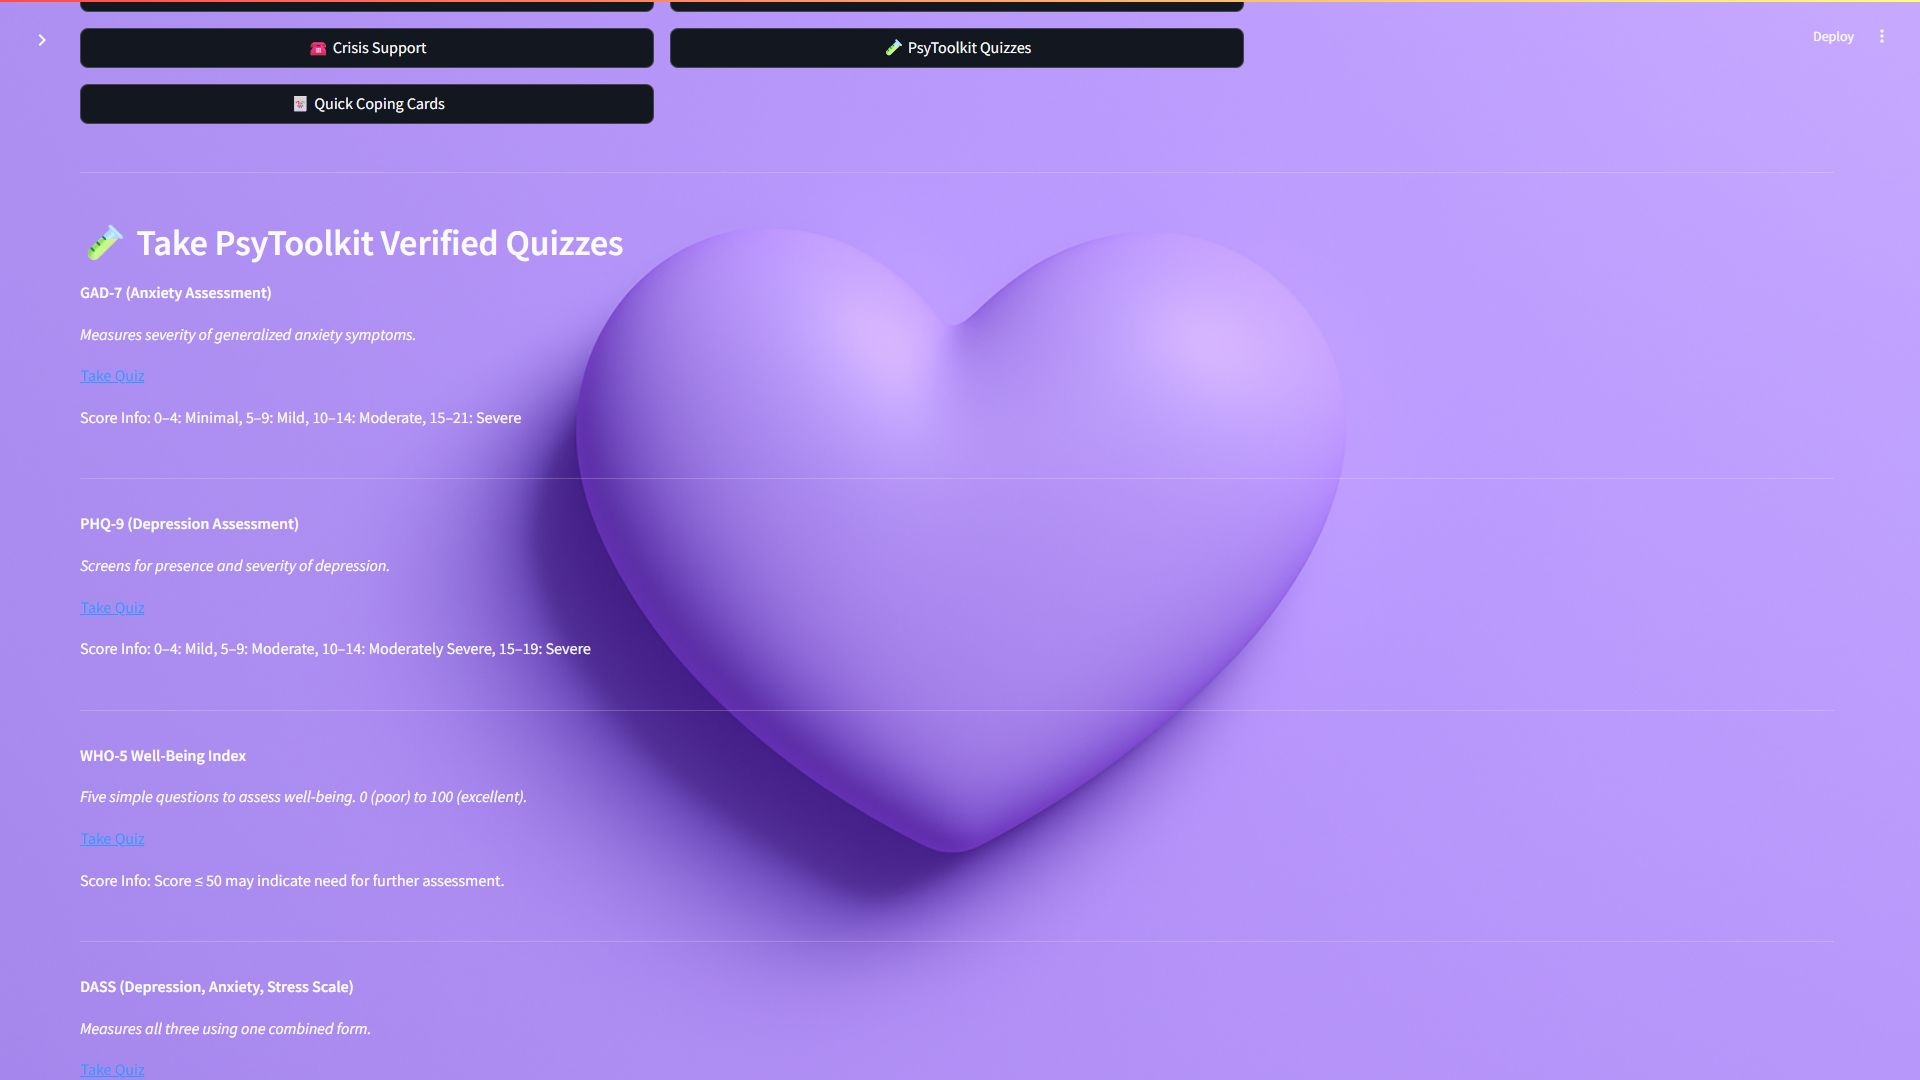 Deploy
Crisis Support
PsyToolkit Quizzes
Quick Coping Cards
Take PsyToolkit Verified Quizzes
GAD-7 (Anxiety Assessment)
Measures severity of generalized anxiety symptoms.
Take Quiz
Score Info: 0–4: Minimal, 5–9: Mild, 10–14: Moderate, 15–21: Severe
PHQ-9 (Depression Assessment)
Screens for presence and severity of depression.
Take Quiz
Score Info: 0–4: Mild, 5–9: Moderate, 10–14: Moderately Severe, 15–19: Severe
WHO-5 Well-Being Index
Five simple questions to assess well-being. 0 (poor) to 100 (excellent).
Take Quiz
Score Info: Score ≤ 50 may indicate need for further assessment.
DASS (Depression, Anxiety, Stress Scale)
Measures all three using one combined form.
Take Quiz